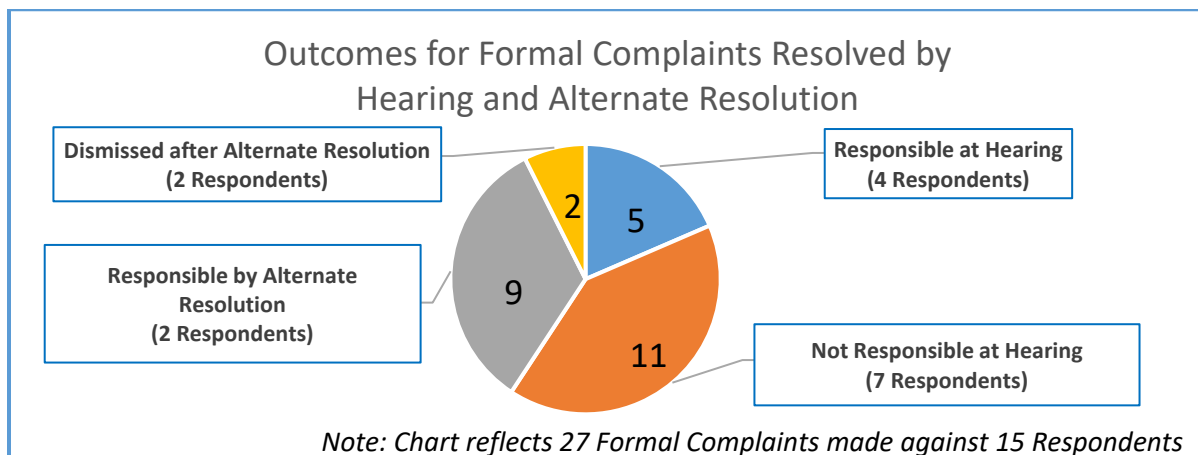 Outcomes for Formal Complaints Resolved by
Hearing and Alternate Resolution
Dismissed after Alternate Resolution
(2 Respondents)
Responsible at Hearing
(4 Respondents)
2
5
Responsible by Alternate
Resolution
(2 Respondents)
9
11
Not Responsible at Hearing
(7 Respondents)
Note: Chart reflects 27 Formal Complaints made against 15 Respondents